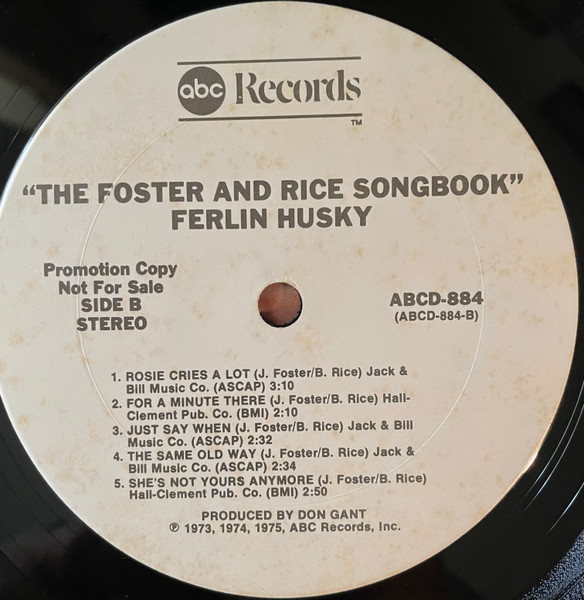 abc Records
TM
“THE FOSTER AND RICE SONGBOOK”
FERLIN HUSKY
Promotion Copy
Not For Sale
SIDE B
STEREO
ABCD-884
(ABCD-884-B)
1. ROSIE CRIES A LOT (J. Foster/B. Rice) Jack &
Bill Music Co. (ASCAP) 3:10
2. FOR A MINUTE THERE (J. Foster/B. Rice) Hall-
Clement Pub. Co. (BMI) 2:10
3. JUST SAY WHEN (J. Foster/B. Rice) Jack & Bill
Music Co. (ASCAP) 2:32
4. THE SAME OLD WAY (J. Foster/B. Rice) Jack &
Bill Music Co. (ASCAP) 2:34
5. SHE'S NOT YOURS ANYMORE (J. Foster/B. Rice)
Hall-Clement Pub. Co. (BMI) 2:50
PRODUCED BY DON GANT
℗ 1973, 1974, 1975, ABC Records, Inc.